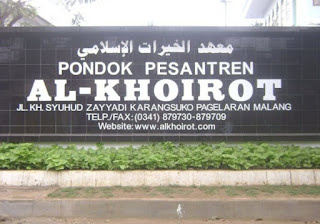 معهد الخيرات الإسلامي
PONDOK PESANTREN
AL-KHOIROT
JL.KH.SYUHUD ZAYYADI KARANGSUKO PAGELARAN MALANG
TELP./FAX:(0341) 879730-879709
Website:www.alkhoirot.com